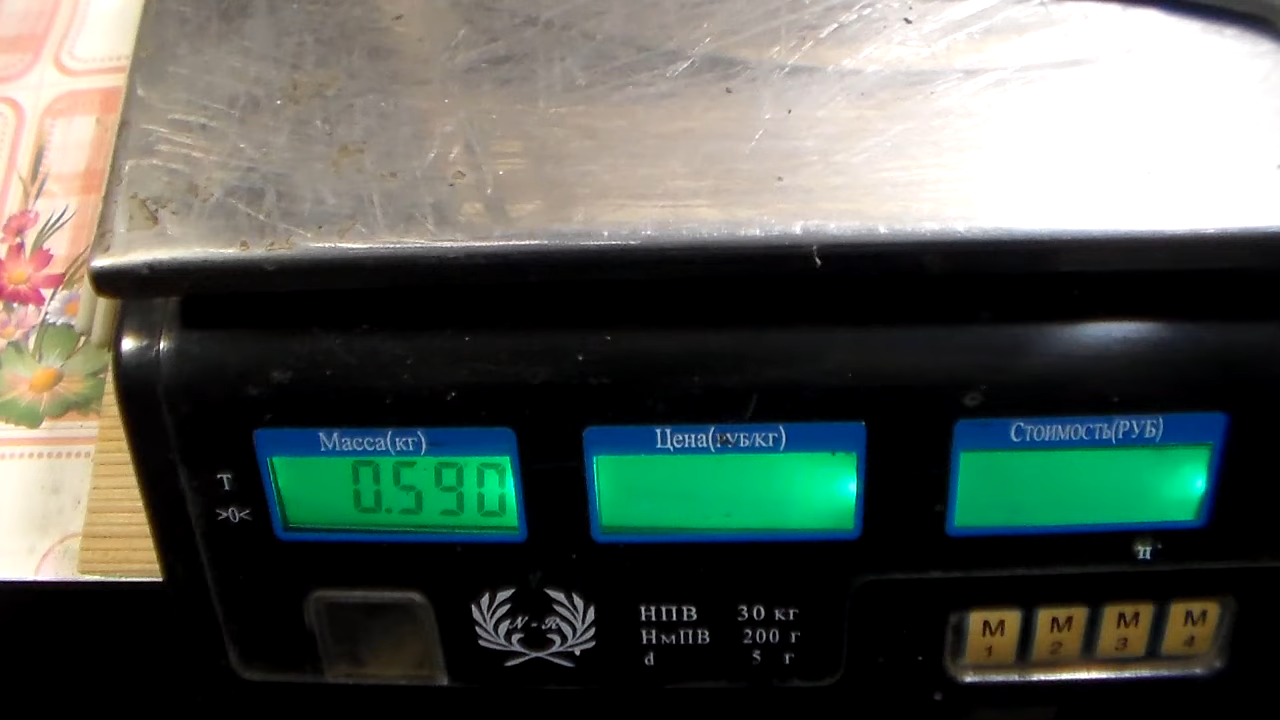 Масса(кг)
Цена(РУБ/кг)
Стоимость(РУБ)
0.590
T
>0<
N - R
НПВ 30 кг
НмПВ 200 г
d 5 г
M 1
M 2
M 3
M 4